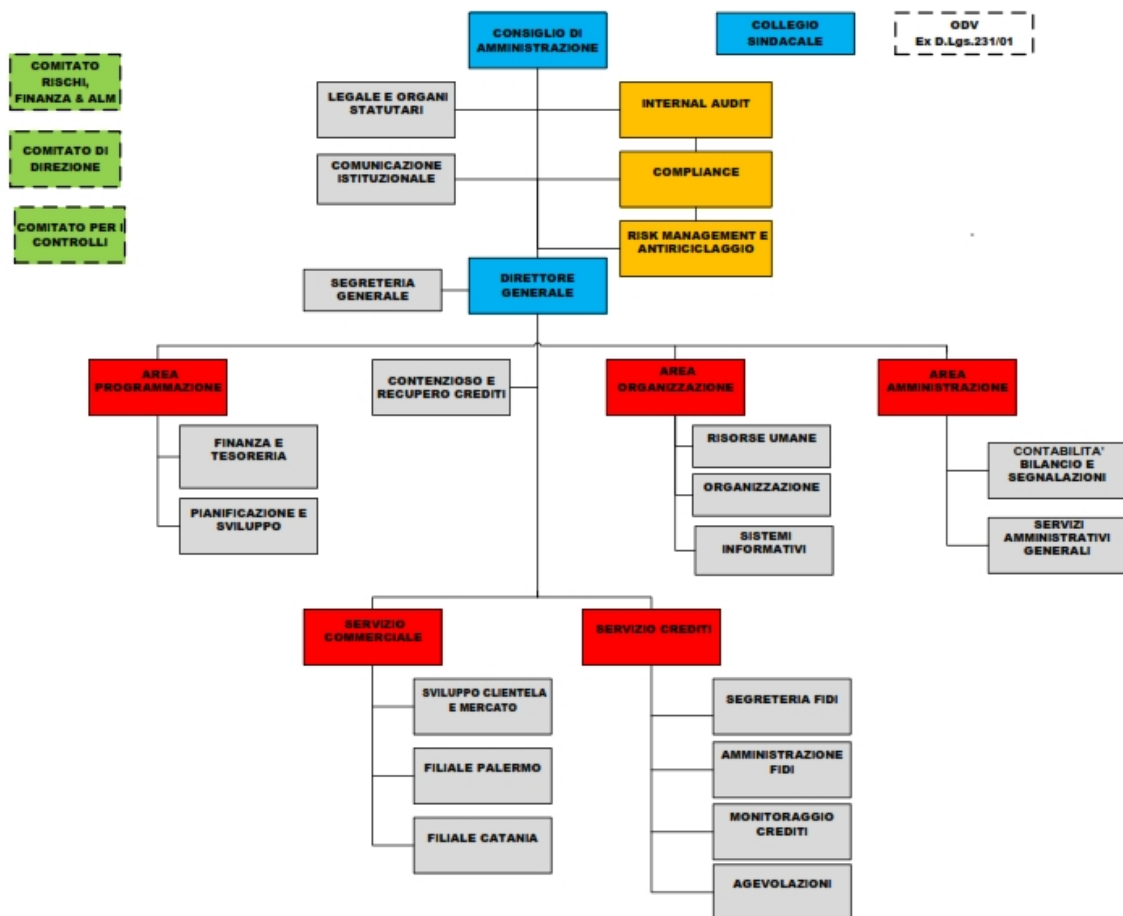 CONSIGLIO DI
AMMINISTRAZIONE
COLLEGIO
SINDACALE
ODV
Ex D.Lgs.231/01
COMITATO
RISCHI,
FINANZA & ALM
LEGALE E ORGANI
STATUTARI
INTERNAL AUDIT
COMITATO DI
DIREZIONE
COMUNICAZIONE
ISTITUZIONALE
COMPLIANCE
COMITATO PER I
CONTROLLI
RISK MANAGEMENT E
ANTIRICICLAGGIO
SEGRETERIA
GENERALE
DIRETTORE
GENERALE
AREA
PROGRAMMAZIONE
CONTENZIOSO E
RECUPERO CREDITI
AREA
ORGANIZZAZIONE
AREA
AMMINISTRAZIONE
FINANZA E
TESORERIA
PIANIFICAZIONE E
SVILUPPO
RISORSE UMANE
ORGANIZZAZIONE
SISTEMI
INFORMATIVI
CONTABILITA'
BILANCIO E
SEGNALAZIONI
SERVIZI
AMMINISTRATIVI
GENERALI
SERVIZIO
COMMERCIALE
SERVIZIO CREDITI
SVILUPPO CLIENTELA
E MERCATO
FILIALE PALERMO
FILIALE CATANIA
SEGRETERIA FIDI
AMMINISTRAZIONE
FIDI
MONITORAGGIO
CREDITI
AGEVOLAZIONI